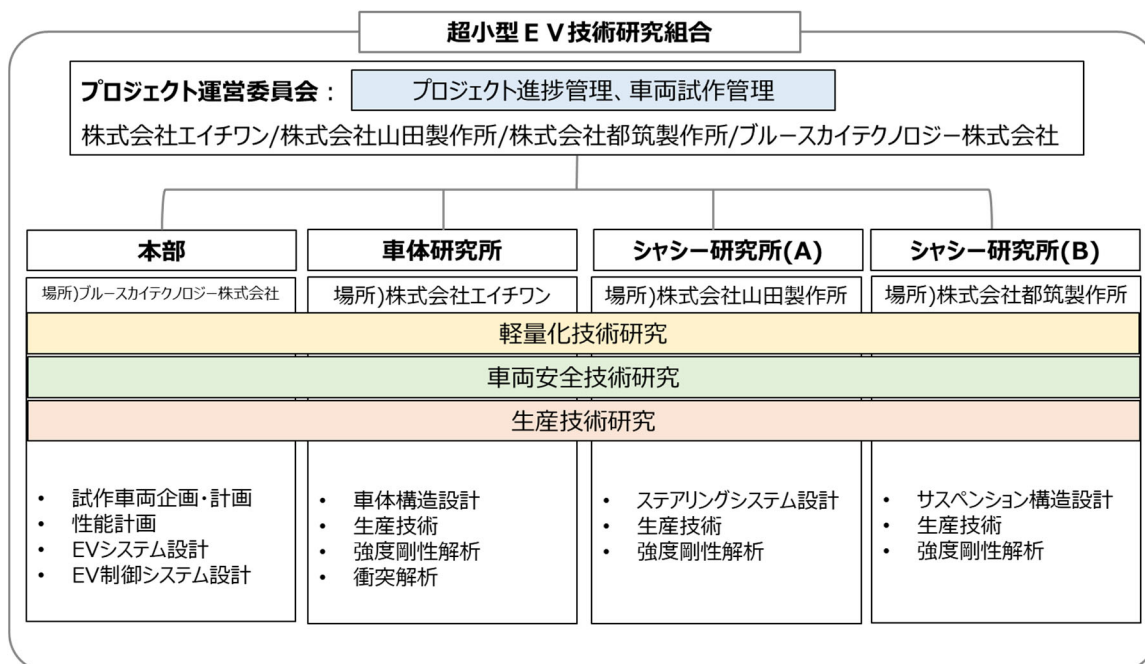 超小型EV技術研究組合
プロジェクト運営委員会： プロジェクト進捗管理、車両試作管理
株式会社エイチワン/株式会社山田製作所/株式会社都筑製作所/ブルースカイテクノロジー株式会社
本部
車体研究所
シャシー研究所(A)
シャシー研究所(B)
場所)ブルースカイテクノロジー株式会社
場所)株式会社エイチワン
場所)株式会社山田製作所
場所)株式会社都筑製作所
軽量化技術研究
車両安全技術研究
生産技術研究
• 試作車両企画・計画
• 性能計画
• EVシステム設計
• EV制御システム設計
• 車体構造設計
• 生産技術
• 強度剛性解析
• 衝突解析
• ステアリングシステム設計
• 生産技術
• 強度剛性解析
• サスペンション構造設計
• 生産技術
• 強度剛性解析